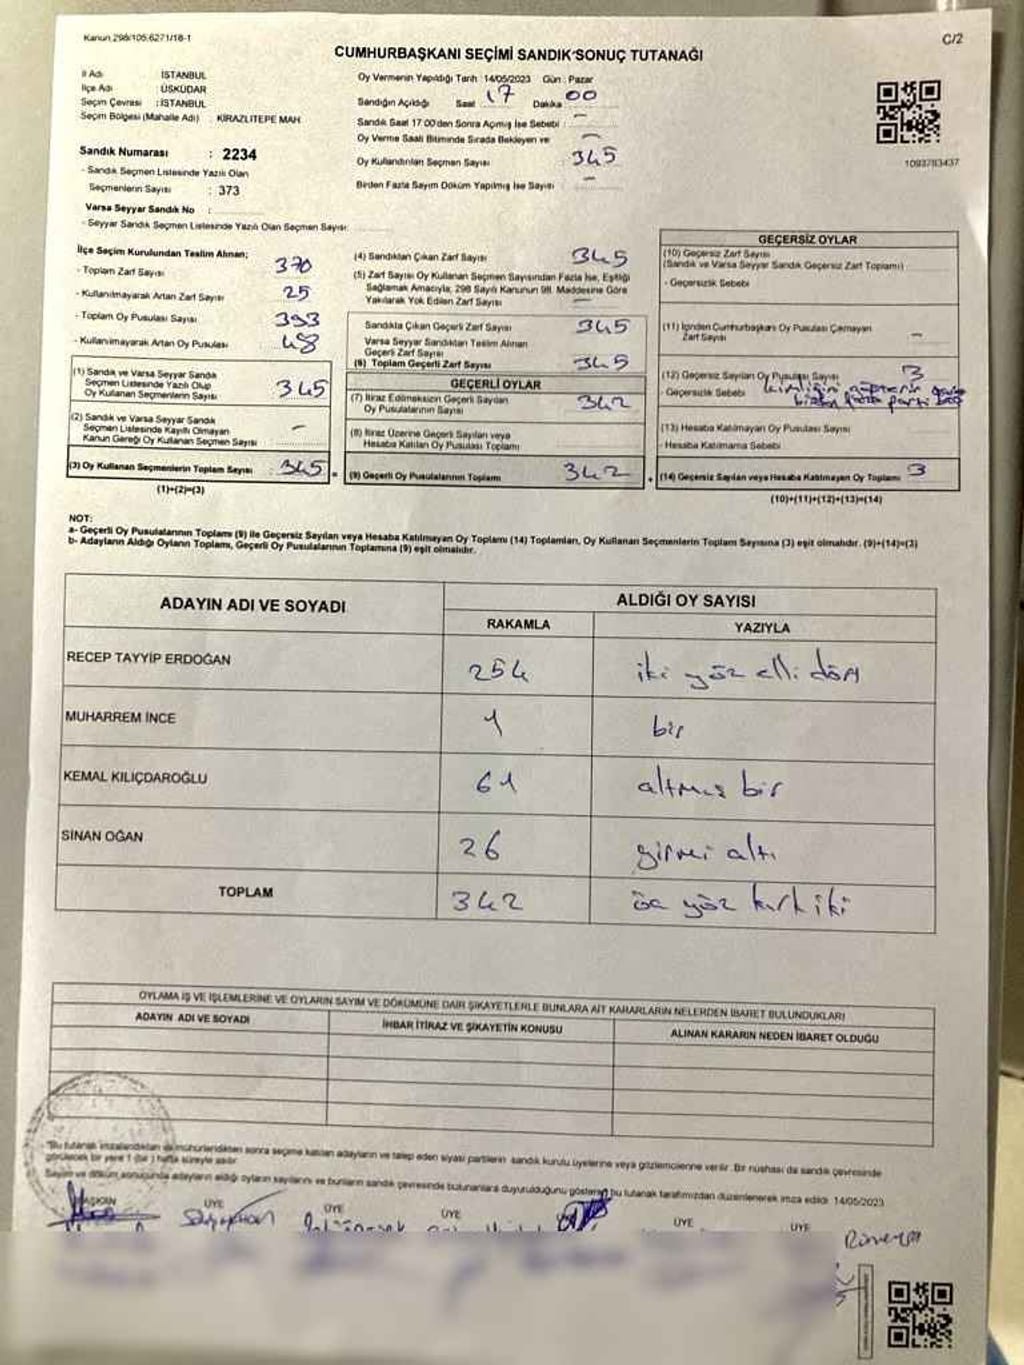 Kanun 298/105,6271/18-1
C/2
CUMHURBAŞKANI SEÇİMİ SANDIK SONUÇ TUTANAĞI
İl Adı : İSTANBUL
İlçe Adı : ÜSKÜDAR
Seçim Çevresi : İSTANBUL
Seçim Bölgesi (Mahalle Adı) : KİRAZLITEPE MAH.
Sandık Numarası : 2234
- Sandık Seçmen Listesinde Yazılı Olan
Seçmenlerin Sayısı : 373
Varsa Seyyar Sandık No :
- Seyyar Sandık Seçmen Listesinde Yazılı Olan Seçmen Sayısı:
Oy Vermenin Yapıldığı Tarih :14/05/2023 Gün : Pazar
Sandığın Açıldığı Saat 17 Dakika 00
Sandık Saat 17.00'den Sonra Açmış İse Sebebi : —
Oy Verme Saati Bitiminde Sırada Bekleyen ve —
Oy Kullandırılan Seçmen Sayısı : 345
Birden Fazla Sayım Döküm Yapılmış İse Sayısı —
1093783437
İlçe Seçim Kurulundan Teslim Alınan;
- Toplam Zarf Sayısı 370
- Kullanılmayarak Artan Zarf Sayısı 25
- Toplam Oy Pusulası Sayısı 393
- Kullanılmayarak Artan Oy Pusulası 48
(1) Sandık ve Varsa Seyyar Sandık
Seçmen Listesinde Yazılı Olup
Oy Kullanan Seçmenlerin Sayısı 345
(2) Sandık ve Varsa Seyyar Sandık
Seçmen Listesinde Kayıtlı Olmayan
Kanun Gereği Oy Kullanan Seçmen Sayısı —
(3) Oy Kullanan Seçmenlerin Toplam Sayısı 345 =
(1)+(2)=(3)
(4) Sandıktan Çıkan Zarf Sayısı 345
(5) Zarf Sayısı Oy Kullanan Seçmen Sayısından Fazla İse, Eşitliği
Sağlamak Amacıyla, 298 Sayılı Kanunun 98. Maddesine Göre
Yakılarak Yok Edilen Zarf Sayısı —
Sandıkta Çıkan Geçerli Zarf Sayısı 345
Varsa Seyyar Sandıktan Teslim Alınan
Geçerli Zarf Sayısı
(6) Toplam Geçerli Zarf Sayısı 345
GEÇERLİ OYLAR
(7) İtiraz Edilmeksizin Geçerli Sayılan
Oy Pusulalarının Sayısı 342
(8) İtiraz Üzerine Geçerli Sayılan veya
Hesaba Katılan Oy Pusulası Toplamı
(9) Geçerli Oy Pusulalarının Toplamı 342 +
GEÇERSİZ OYLAR
(10) Geçersiz Zarf Sayısı
(Sandık ve Varsa Seyyar Sandık Geçersiz Zarf Toplamı) :
- Geçersizlik Sebebi
(11) İçinden Cumhurbaşkanı Oy Pusulası Çıkmayan
Zarf Sayısı —
(12) Geçersiz Sayılan Oy Pusulası Sayısı 3
- Geçersizlik Sebebi
(13) Hesaba Katılmayan Oy Pusulası Sayısı
- Hesaba Katılmama Sebebi
(14) Geçersiz Sayılan veya Hesaba Katılmayan Oy Toplamı 3
(10)+(11)+(12)+(13)=(14)
NOT:
a- Geçerli Oy Pusulalarının Toplamı (9) ile Geçersiz Sayılan veya Hesaba Katılmayan Oy Toplamı (14) Toplamları, Oy Kullanan Seçmenlerin Toplam Sayısına (3) eşit olmalıdır. (9)+(14)=(3)
b- Adayların Aldığı Oyların Toplamı, Geçerli Oy Pusulalarının Toplamına (9) eşit olmalıdır.
ADAYIN ADI VE SOYADI ALDIĞI OY SAYISI
RAKAMLA YAZIYLA
RECEP TAYYİP ERDOĞAN 254 iki yüz elli dört
MUHARREM İNCE 1 bir
KEMAL KILIÇDAROĞLU 61 altmış bir
SİNAN OĞAN 26 yirmi altı
TOPLAM 342 üç yüz kırk iki
OYLAMA İŞ VE İŞLEMLERİNE VE OYLARIN SAYIM VE DÖKÜMÜNE DAİR ŞİKAYETLERLE BUNLARA AİT KARARLARIN NELERDEN İBARET BULUNDUKLARI
ADAYIN ADI VE SOYADI İHBAR İTİRAZ VE ŞİKAYETİN KONUSU ALINAN KARARIN NEDEN İBARET OLDUĞU
"Bu tutanak imzalandıktan ve mühürlendikten sonra seçime katılan adayların ve talep eden siyasi partilerin sandık kurulu üyelerine veya gözlemcilerine verilir. Bir nüshası da sandık çevresinde
görülecek bir yere 1 (bir) hafta süreyle asılır.
Sayım ve döküm sonucunda adayların aldığı oyların sayılarını ve bunların sandık çevresinde bulunanlara duyurulduğunu gösteren bu tutanak tarafımızdan düzenlenerek imza edildi. 14/05/2023
BAŞKAN ÜYE ÜYE ÜYE ÜYE